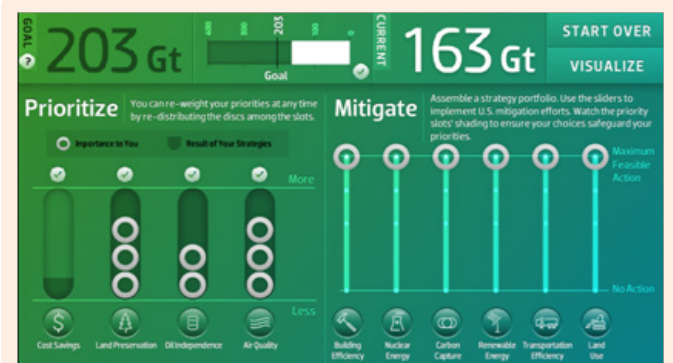 GOAL
?
203 Gt
400
300
203
100
0
Goal
CURRENT
163 Gt
START OVER
VISUALIZE
Prioritize
You can re-weight your priorities at any time
by re-distributing the discs among the slots.
Importance to You
Result of Your Strategies
More
Less
Cost Savings
Land Preservation
Oil Independence
Air Quality
Mitigate
Assemble a strategy portfolio. Use the sliders to
implement U.S. mitigation efforts. Watch the priority
slots' shading to ensure your choices safeguard your
priorities.
Maximum
Feasible
Action
No Action
Building
Efficiency
Nuclear
Energy
Carbon
Capture
Renewable
Energy
Transportation
Efficiency
Land
Use